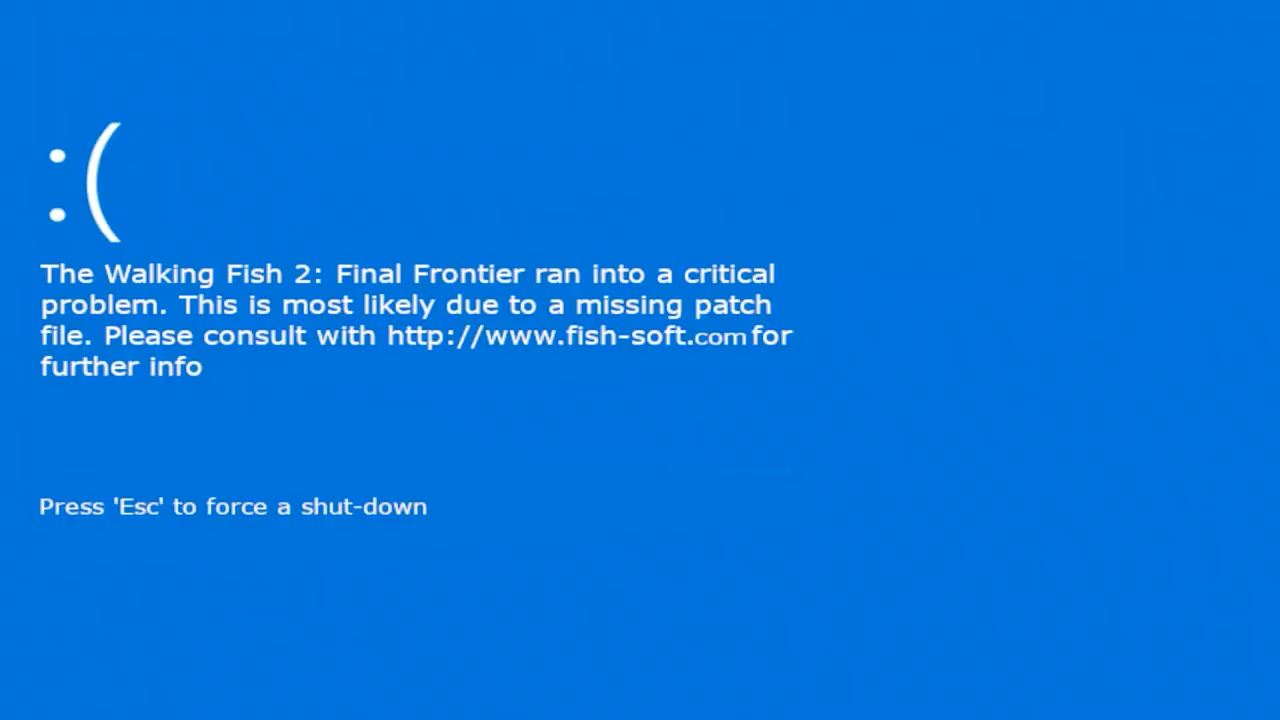 :(
The Walking Fish 2: Final Frontier ran into a critical
problem. This is most likely due to a missing patch
file. Please consult with http://www.fish-soft.com for
further info
Press 'Esc' to force a shut-down